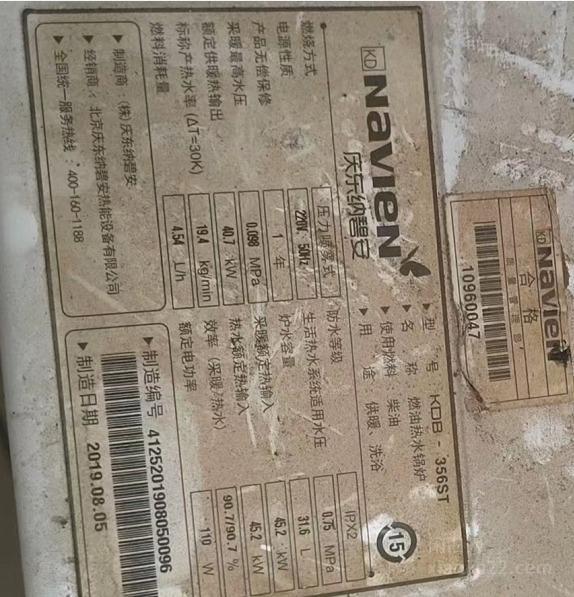 KD NaVIEN
庆东纳碧安
型 号 KDB - 356ST
名 称 燃油热水锅炉
使用燃料 柴油
用 途 供暖、洗浴
15
燃烧方式 压力喷雾式 防水等级 IPX2
电源性质 220V、50Hz 生活热水系统适用水压 0.75 MPa
产品无偿保修 1 年 炉水容量 31.6 L
采暖最高水压 0.098 MPa 采暖额定热输入 45.2 kW
额定供暖热输出 40.7 kW 热水额定热输入 45.2 kW
标称产热水率 (ΔT=30K) 19.4 kg/min 效率 (采暖/热水) 90.7/90.7 %
燃料消耗量 4.54 L/h 额定电功率 110 W
制造商:(株)庆东纳碧安
经销商:北京庆东纳碧安热能设备有限公司
全国统一服务热线:400-160-1188
制造编号 4125201908050096
制造日期 2019.08.05
KD NaVIEN
合格
质量管理部
10960047